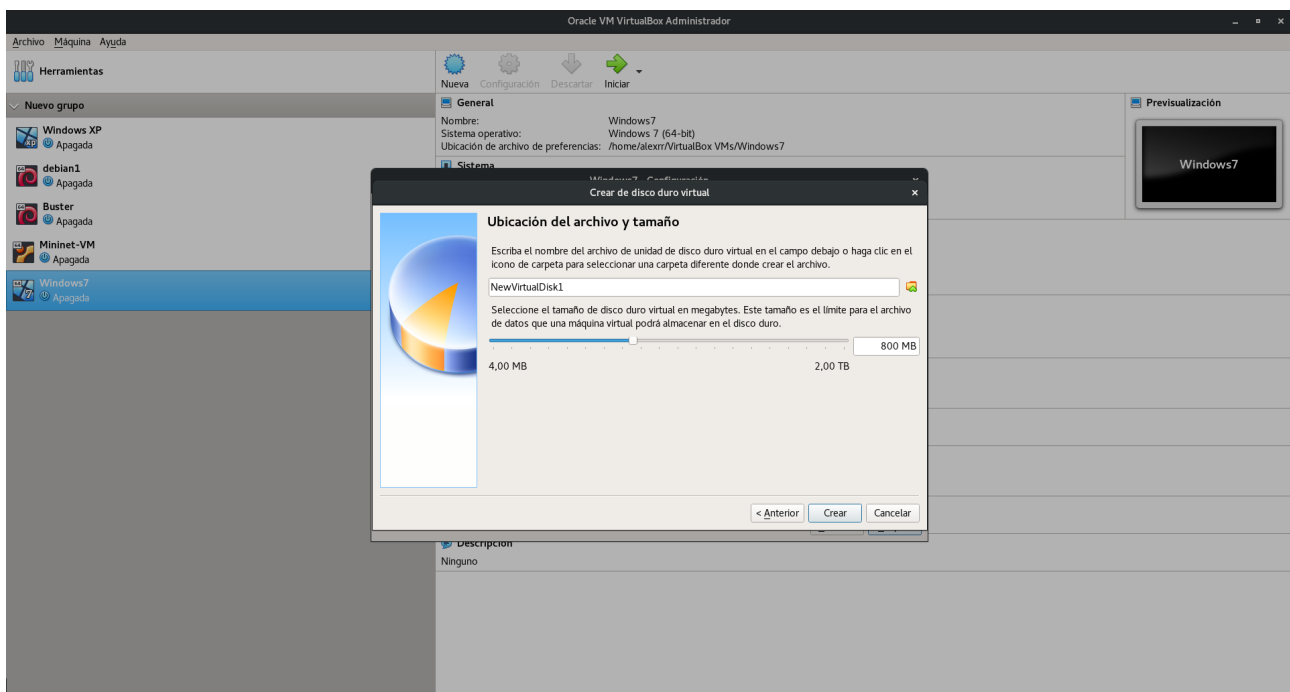 Oracle VM VirtualBox Administrador
Archivo Máquina Ayuda
Herramientas
Nuevo grupo
Windows XP
Apagada
debian1
Apagada
Buster
Apagada
Mininet-VM
Apagada
Windows7
Apagada
Nueva Configuración Descartar Iniciar
General
Nombre: Windows7
Sistema operativo: Windows 7 (64-bit)
Ubicación de archivo de preferencias: /home/alexrr/VirtualBox VMs/Windows7
Sistema
Previsualización
Windows7
Windows7 - Configuración
Crear de disco duro virtual
Ubicación del archivo y tamaño
Escriba el nombre del archivo de unidad de disco duro virtual en el campo debajo o haga clic en el
icono de carpeta para seleccionar una carpeta diferente donde crear el archivo.
NewVirtualDisk1
Seleccione el tamaño de disco duro virtual en megabytes. Este tamaño es el límite para el archivo
de datos que una máquina virtual podrá almacenar en el disco duro.
800 MB
4,00 MB 2,00 TB
< Anterior Crear Cancelar
Descripción
Ninguno